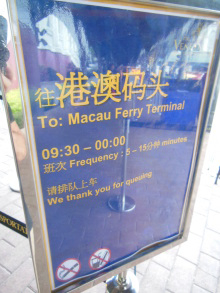 往港澳码头
To: Macau Ferry Terminal
09:30 – 00:00
班次 Frequency : 5 – 15分钟 minutes
请排队上车
We thank you for queuing